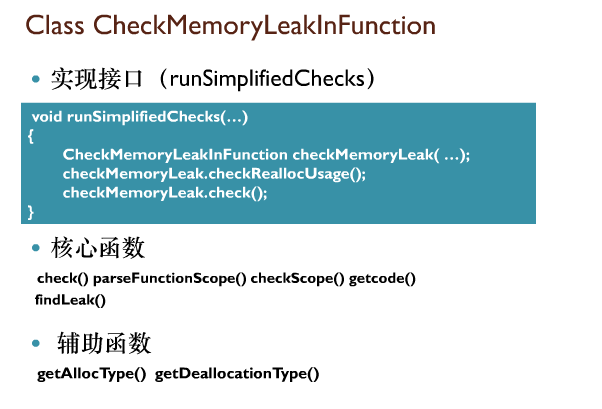 Class CheckMemoryLeakInFunction
• 实现接口（runSimplifiedChecks）
void runSimplifiedChecks(…)
{
CheckMemoryLeakInFunction checkMemoryLeak( …);
checkMemoryLeak.checkReallocUsage();
checkMemoryLeak.check();
}
• 核心函数
check() parseFunctionScope() checkScope() getcode()
findLeak()
• 辅助函数
getAllocType() getDeallocationType()